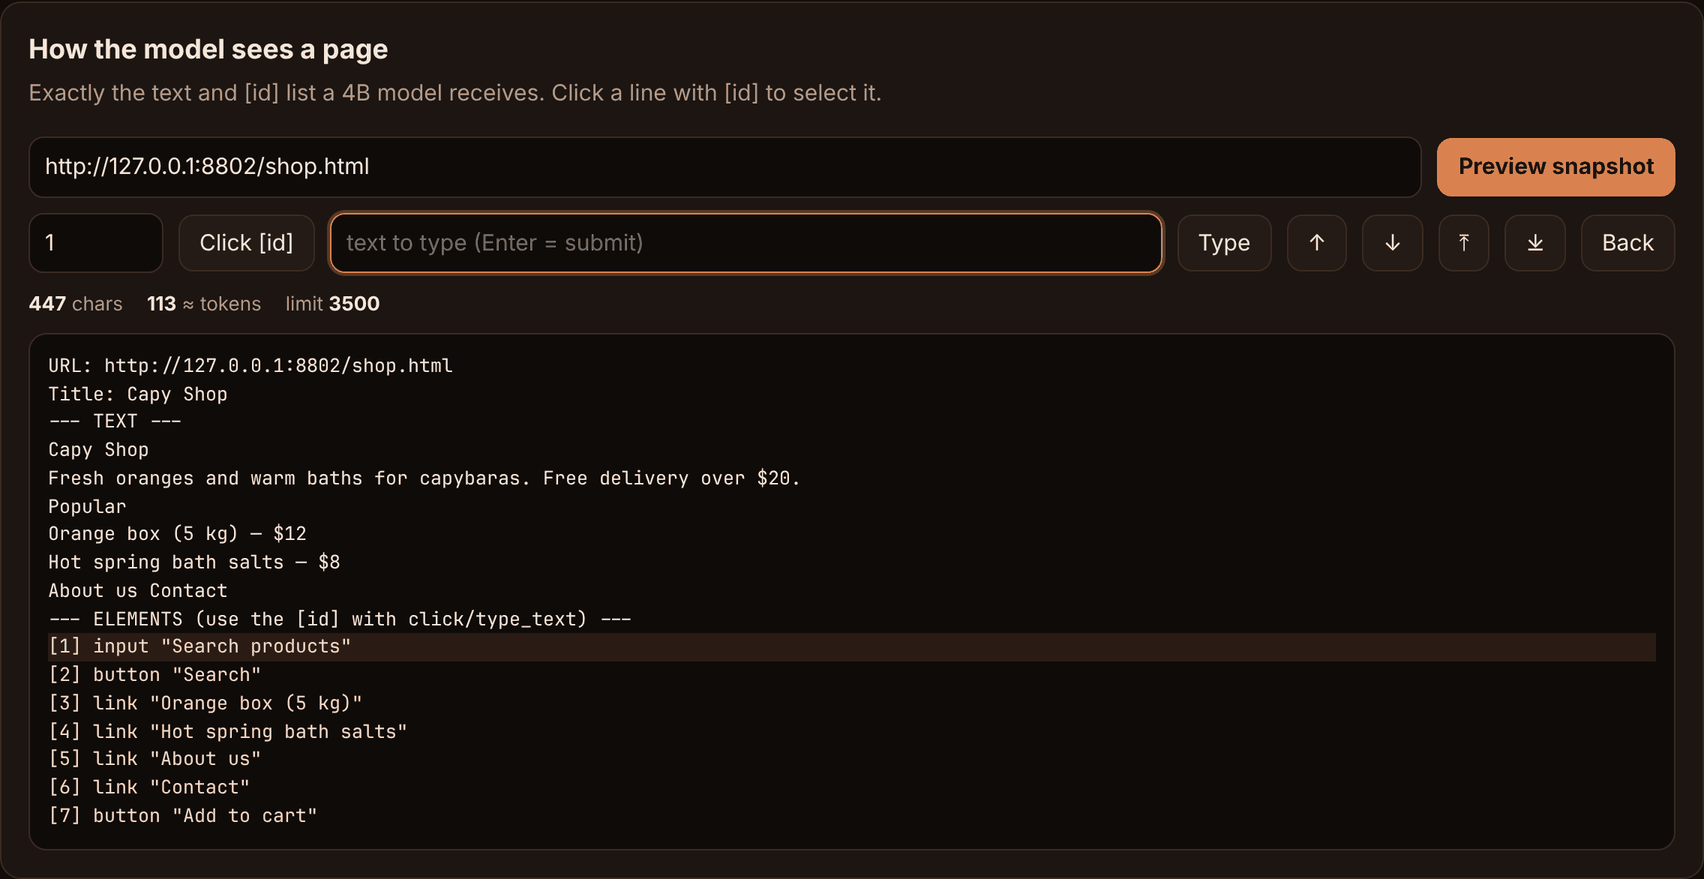 How the model sees a page
Exactly the text and [id] list a 4B model receives. Click a line with [id] to select it.
http://127.0.0.1:8802/shop.html
Preview snapshot
1
Click [id]
text to type (Enter = submit)
Type
↑
↓
⤒
⤓
Back
447 chars 113 ≈ tokens limit 3500
URL: http://127.0.0.1:8802/shop.html
Title: Capy Shop
--- TEXT ---
Capy Shop
Fresh oranges and warm baths for capybaras. Free delivery over $20.
Popular
Orange box (5 kg) — $12
Hot spring bath salts — $8
About us Contact
--- ELEMENTS (use the [id] with click/type_text) ---
[1] input "Search products"
[2] button "Search"
[3] link "Orange box (5 kg)"
[4] link "Hot spring bath salts"
[5] link "About us"
[6] link "Contact"
[7] button "Add to cart"